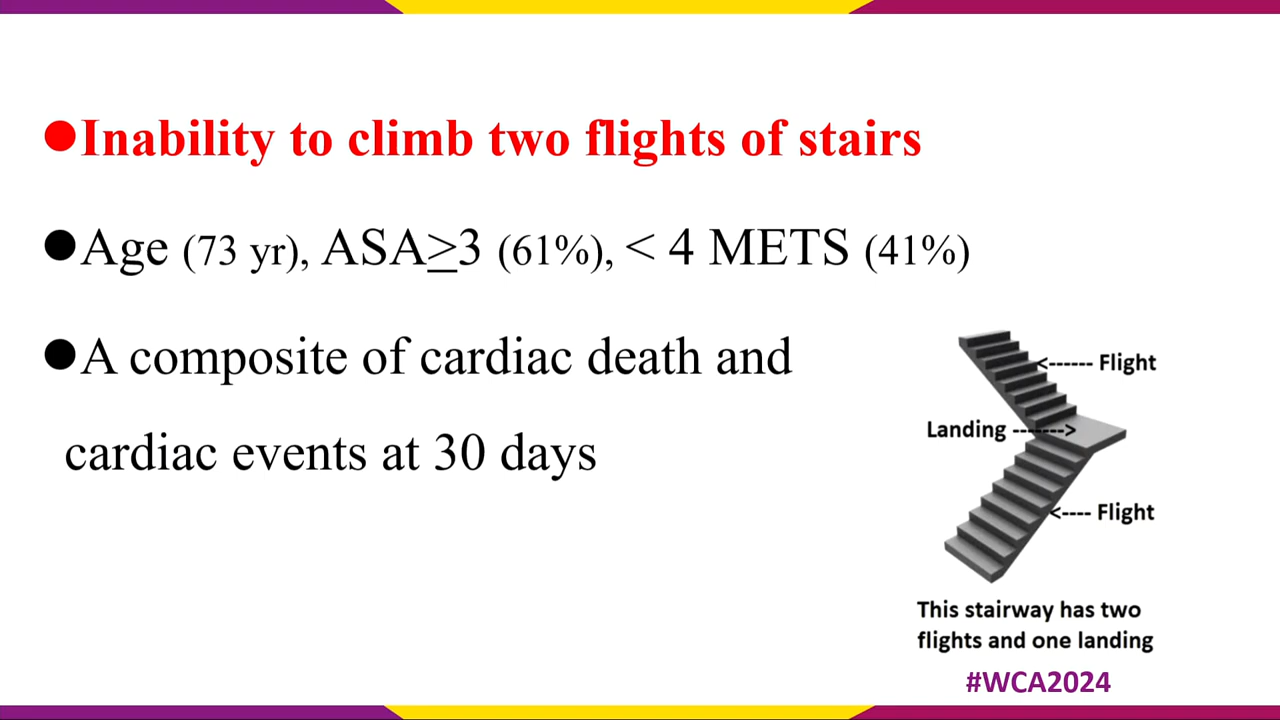 ●Inability to climb two flights of stairs
●Age (73 yr), ASA≥3 (61%), < 4 METS (41%)
●A composite of cardiac death and
cardiac events at 30 days
<------ Flight
Landing ------->
<---- Flight
This stairway has two
flights and one landing
#WCA2024